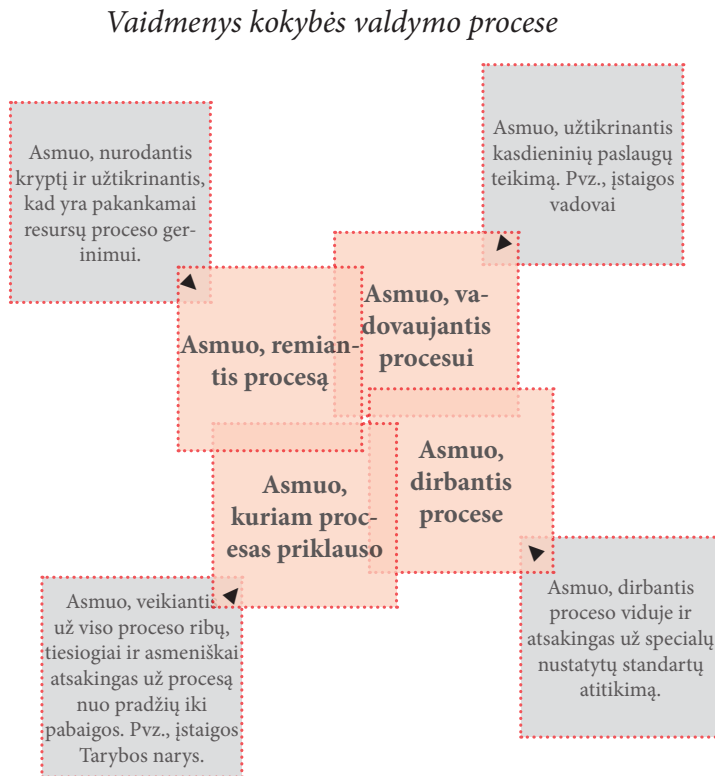 Vaidmenys kokybės valdymo procese
Asmuo, nurodantis
kryptį ir užtikrinantis,
kad yra pakankamai
resursų proceso ger-
inimui.
Asmuo, užtikrinantis
kasdieninių paslaugų
teikimą. Pvz., įstaigos
vadovai
Asmuo, remian-
tis procesą
Asmuo, va-
dovaujantis
procesui
Asmuo,
kuriam proc-
esas priklauso
Asmuo,
dirbantis
procese
Asmuo, veikiantis
už viso proceso ribų,
tiesiogiai ir asmeniškai
atsakingas už procesą
nuo pradžių iki
pabaigos. Pvz., įstaigos
Tarybos narys.
Asmuo, dirbantis
proceso viduje ir
atsakingas už specialų
nustatytų standartų
atitikimą.